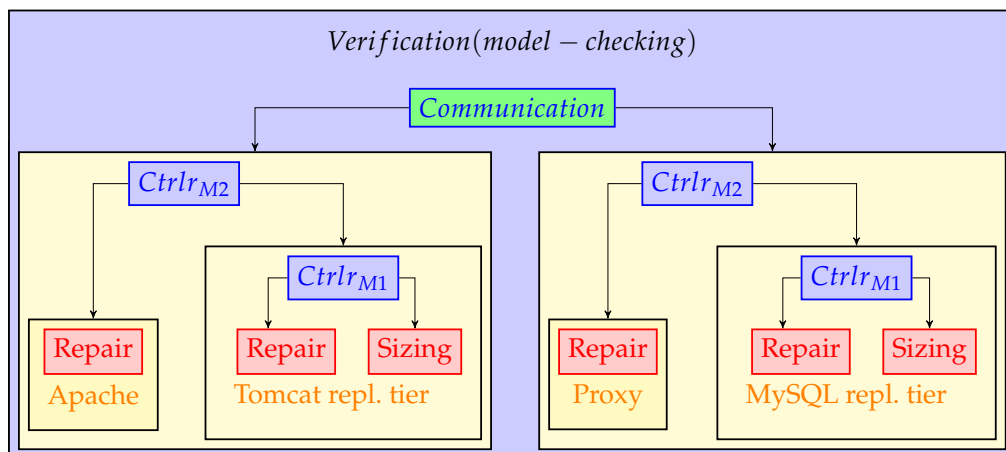 Verification(model − checking)
Communication
Ctrlr_M2
Ctrlr_M2
Ctrlr_M1
Ctrlr_M1
Repair
Repair
Sizing
Repair
Repair
Sizing
Apache
Tomcat repl. tier
Proxy
MySQL repl. tier